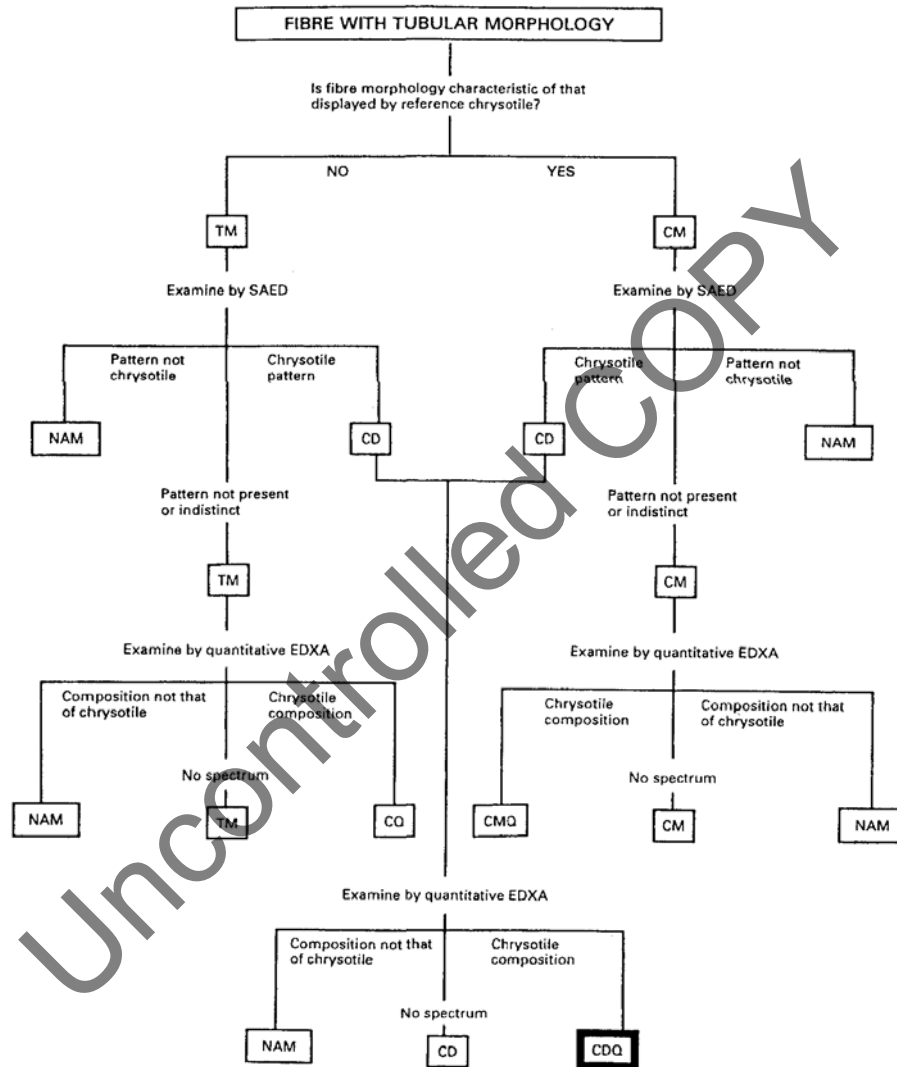 FIBRE WITH TUBULAR MORPHOLOGY
Is fibre morphology characteristic of that
displayed by reference chrysotile?
NO
YES
TM
CM
Examine by SAED
Examine by SAED
Pattern not
chrysotile
Chrysotile
pattern
Chrysotile
pattern
Pattern not
chrysotile
NAM
CD
CD
NAM
Pattern not present
or indistinct
Pattern not present
or indistinct
TM
CM
Examine by quantitative EDXA
Examine by quantitative EDXA
Composition not that
of chrysotile
Chrysotile
composition
Chrysotile
composition
Composition not that
of chrysotile
No spectrum
No spectrum
NAM
TM
CQ
CMQ
CM
NAM
Examine by quantitative EDXA
Composition not that
of chrysotile
Chrysotile
composition
No spectrum
NAM
CD
CDQ
Uncontrolled COPY